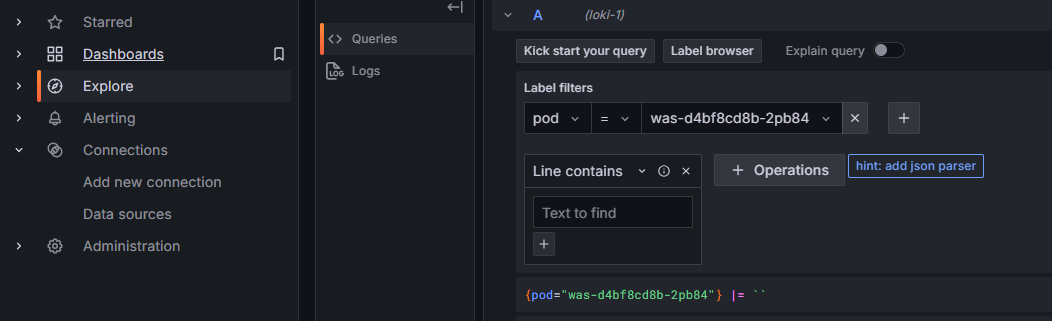 Starred
Dashboards
Explore
Alerting
Connections
Add new connection
Data sources
Administration
Queries
LOG Logs
A (loki-1)
Kick start your query Label browser Explain query
Label filters
pod = was-d4bf8cd8b-2pb84
Line contains + Operations hint: add json parser
Text to find
+
{pod="was-d4bf8cd8b-2pb84"} |= ``